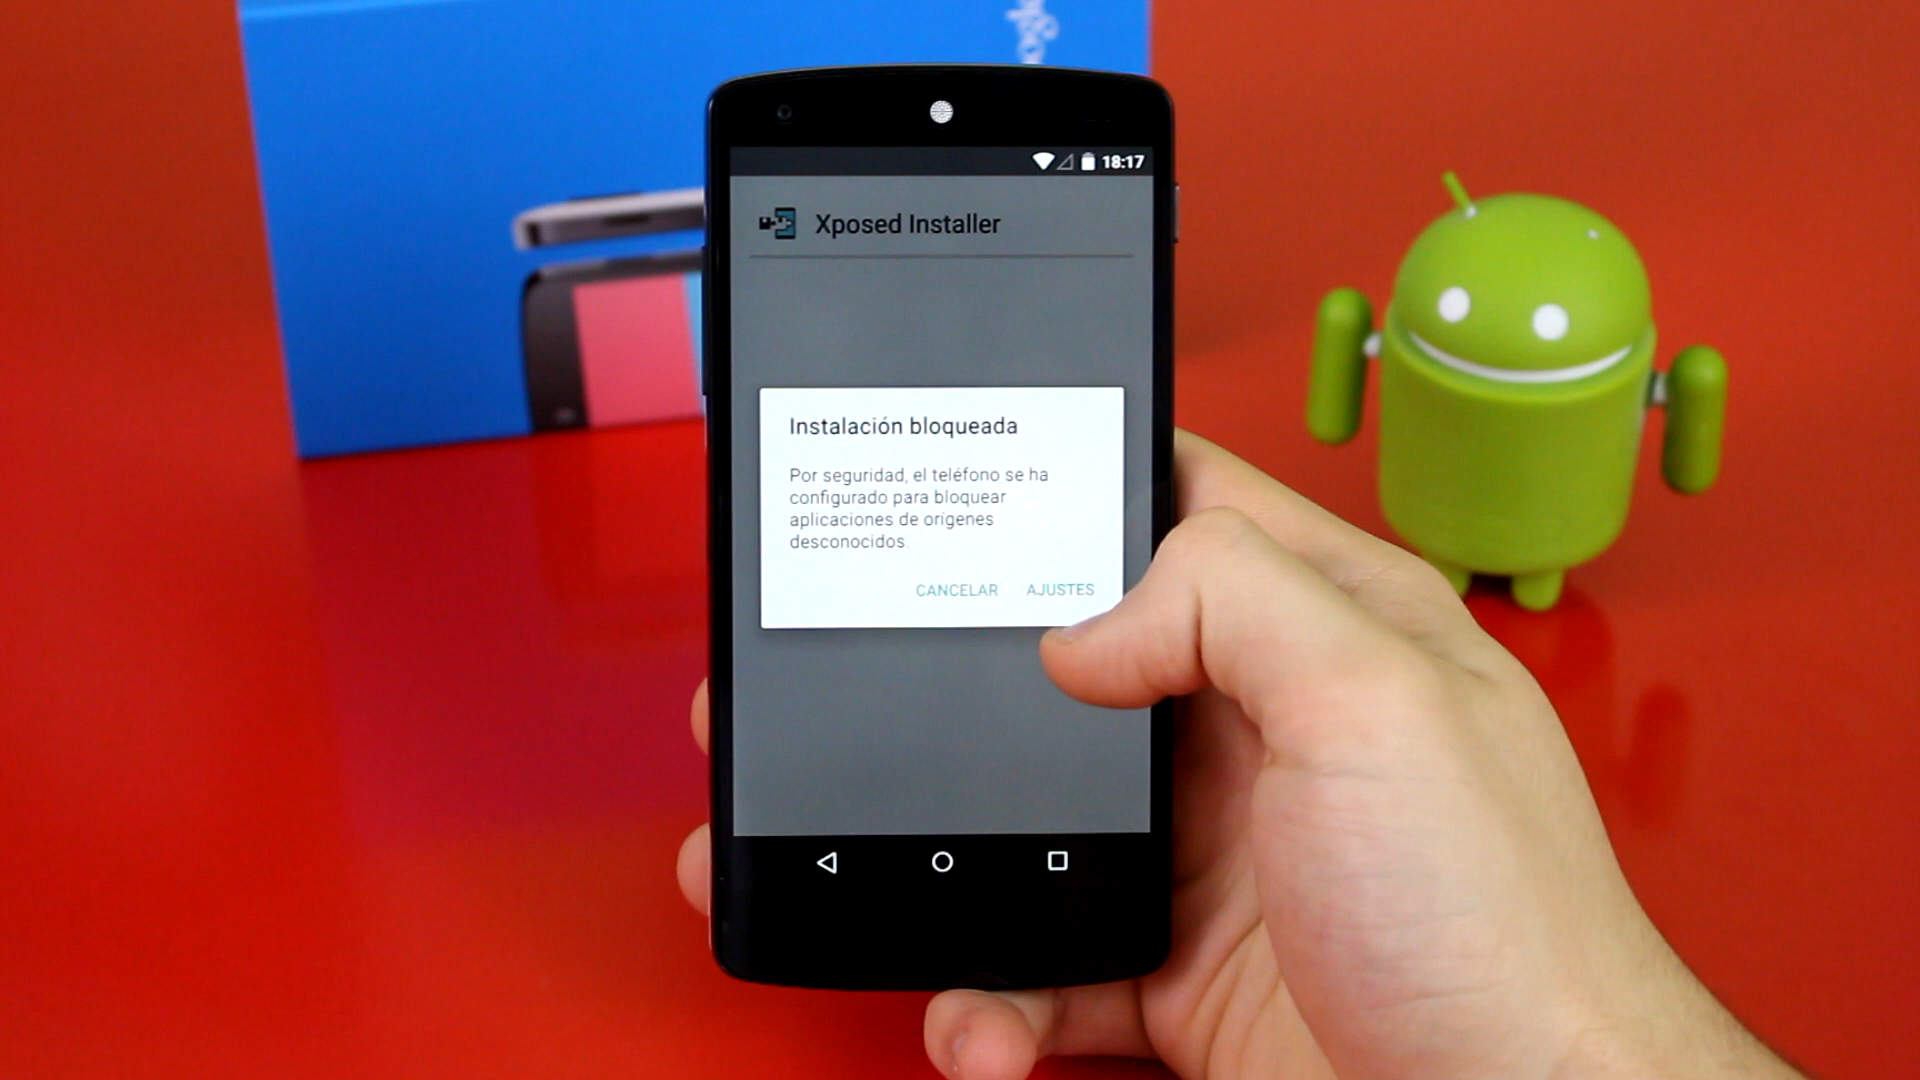 18:17
Xposed Installer
Instalación bloqueada
Por seguridad, el teléfono se ha
configurado para bloquear
aplicaciones de orígenes
desconocidos.
CANCELAR AJUSTES